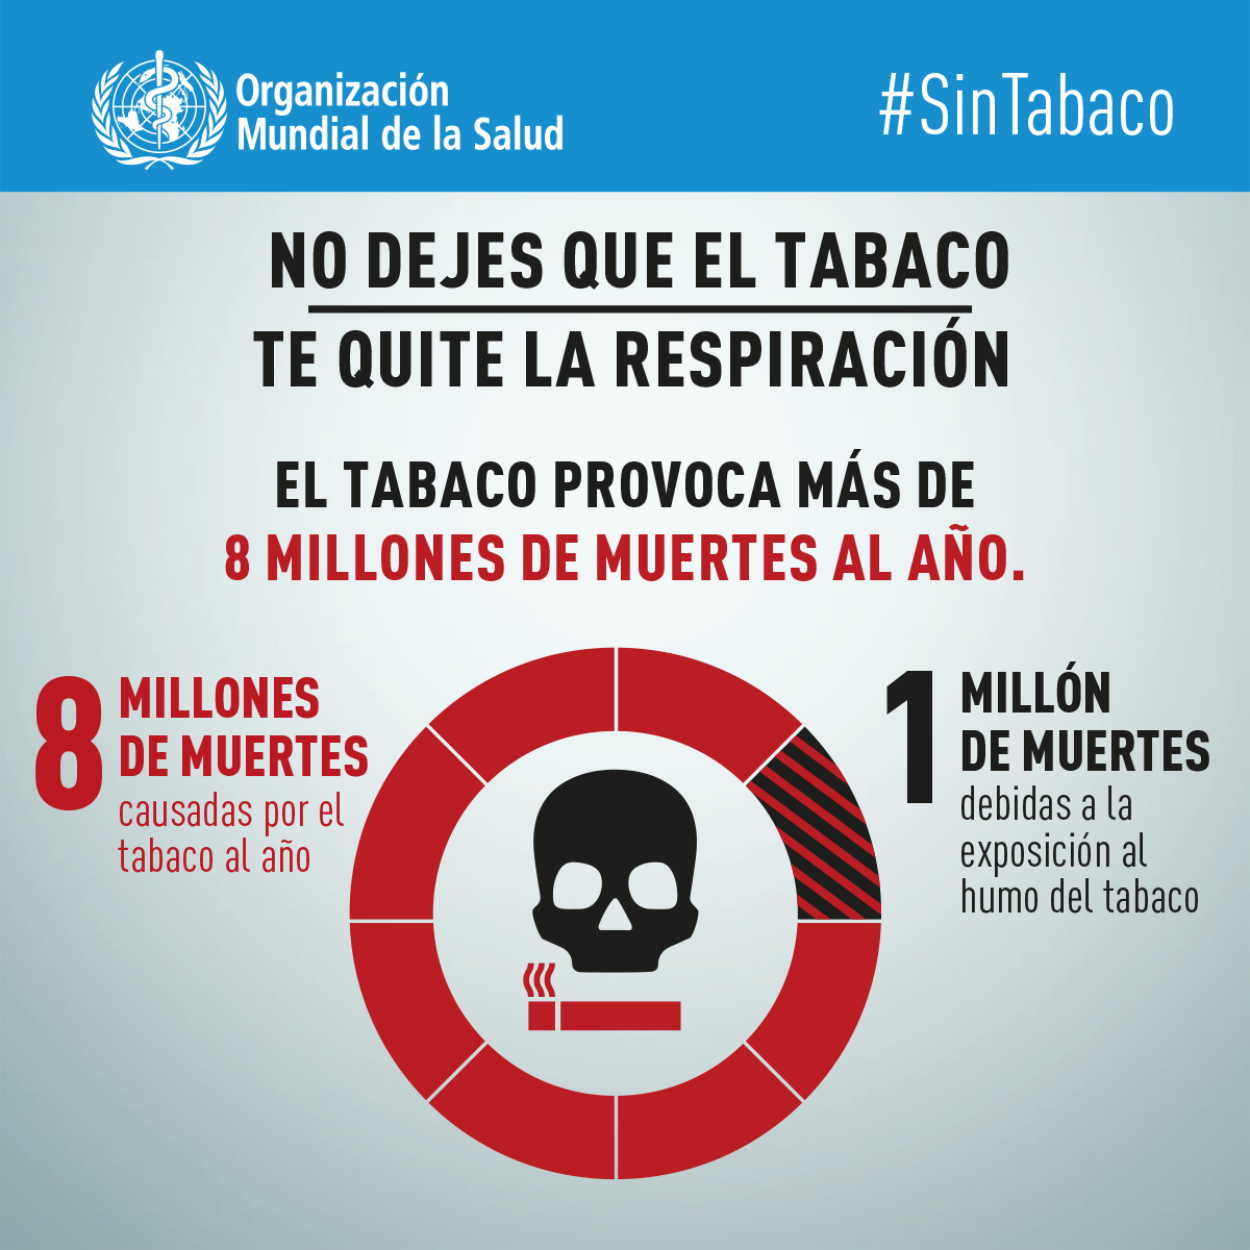 Organización
Mundial de la Salud
#SinTabaco
NO DEJES QUE EL TABACO
TE QUITE LA RESPIRACIÓN
EL TABACO PROVOCA MÁS DE
8 MILLONES DE MUERTES AL AÑO.
8 MILLONES
DE MUERTES
causadas por el
tabaco al año
1 MILLÓN
DE MUERTES
debidas a la
exposición al
humo del tabaco